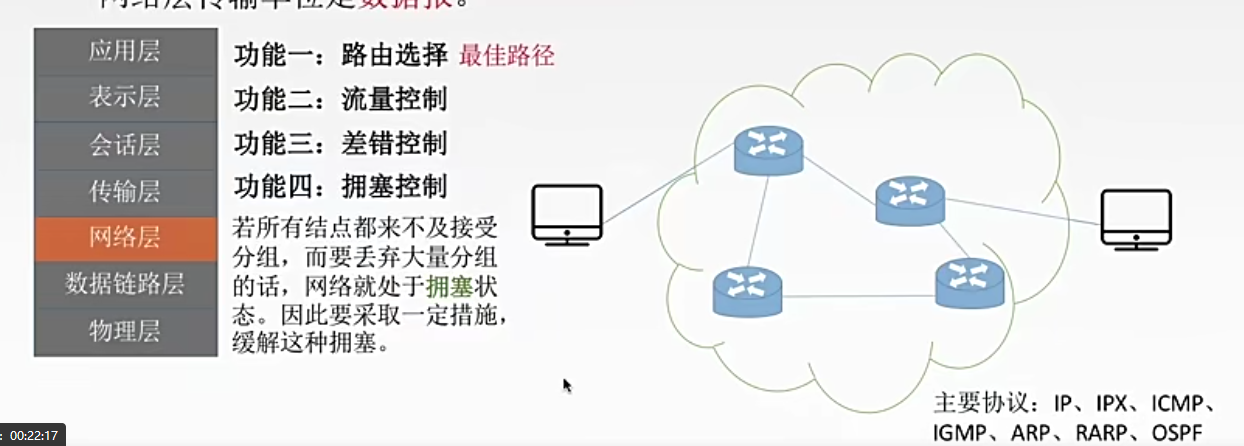 网络层传输单位是数据报。
应用层
表示层
会话层
传输层
网络层
数据链路层
物理层
功能一：路由选择 最佳路径
功能二：流量控制
功能三：差错控制
功能四：拥塞控制
若所有结点都来不及接受
分组，而要丢弃大量分组
的话，网络就处于拥塞状
态。因此要采取一定措施，
缓解这种拥塞。
主要协议：IP、IPX、ICMP、
IGMP、ARP、RARP、OSPF
: 00:22:17